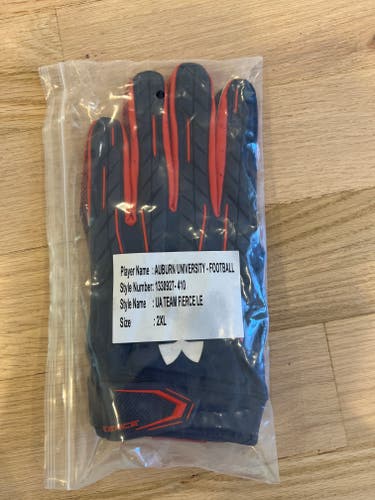 Player Name : AUBURN UNIVERSITY - FOOTBALL
Style Number: 1338927- 410
Style Name : UA TEAM FIERCE LE
Size : 2XL